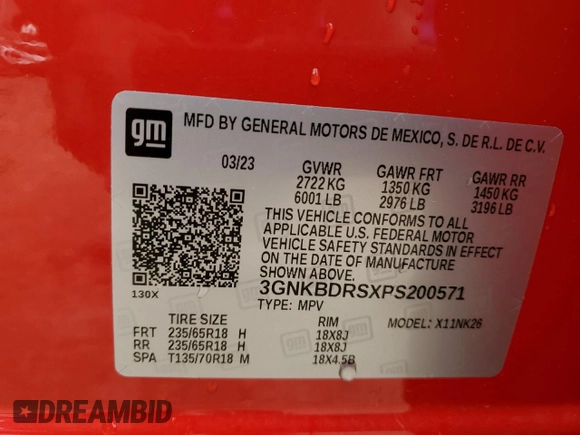 gm MFD BY GENERAL MOTORS DE MEXICO, S. DE R.L. DE C.V.
03/23 GVWR GAWR FRT GAWR RR
2722 KG 1350 KG 1450 KG
6001 LB 2976 LB 3196 LB
THIS VEHICLE CONFORMS TO ALL
APPLICABLE U.S. FEDERAL MOTOR
VEHICLE SAFETY STANDARDS IN EFFECT
ON THE DATE OF MANUFACTURE
SHOWN ABOVE.
3GNKBDRSXPS200571
130X TYPE: MPV MODEL: X11NK26
TIRE SIZE RIM
FRT 235/65R18 H 18X8J
RR 235/65R18 H 18X8J
SPA T135/70R18 M 18X4.5B
DREAMBID